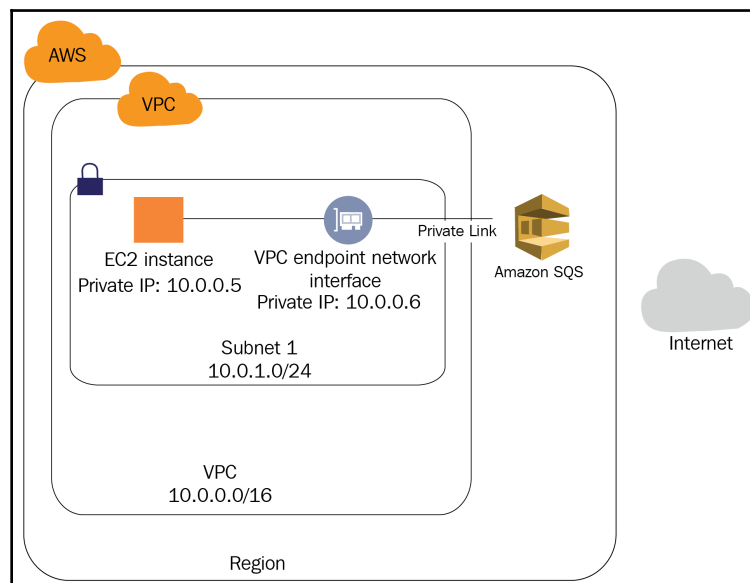 AWS
VPC
EC2 instance
Private IP: 10.0.0.5
VPC endpoint network
interface
Private IP: 10.0.0.6
Private Link
Amazon SQS
Subnet 1
10.0.1.0/24
Internet
VPC
10.0.0.0/16
Region